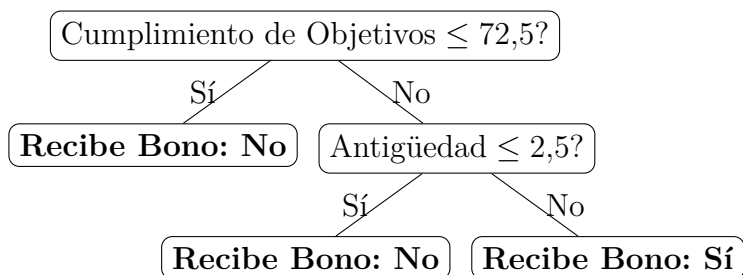 Cumplimiento de Objetivos ≤ 72,5?
Sí
No
Recibe Bono: No
Antigüedad ≤ 2,5?
Sí
No
Recibe Bono: No
Recibe Bono: Sí